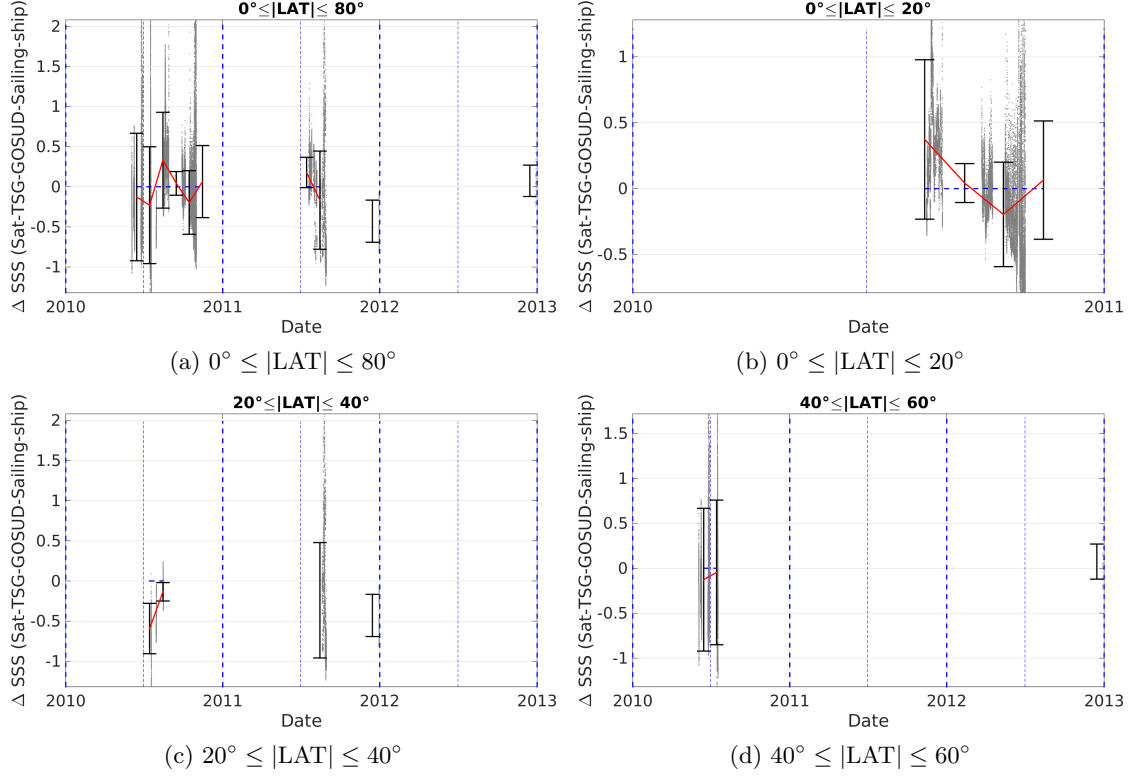 0°≤|LAT|≤ 80°
Δ SSS (Sat-TSG-GOSUD-Sailing-ship)
2
1.5
1
0.5
0
-0.5
-1
2010 2011 2012 2013
Date
(a) 0° ≤ |LAT| ≤ 80°
0°≤|LAT|≤ 20°
Δ SSS (Sat-TSG-GOSUD-Sailing-ship)
1
0.5
0
-0.5
2010 2011
Date
(b) 0° ≤ |LAT| ≤ 20°
20°≤|LAT|≤ 40°
Δ SSS (Sat-TSG-GOSUD-Sailing-ship)
2
1.5
1
0.5
0
-0.5
-1
2010 2011 2012 2013
Date
(c) 20° ≤ |LAT| ≤ 40°
40°≤|LAT|≤ 60°
Δ SSS (Sat-TSG-GOSUD-Sailing-ship)
1.5
1
0.5
0
-0.5
-1
2010 2011 2012 2013
Date
(d) 40° ≤ |LAT| ≤ 60°